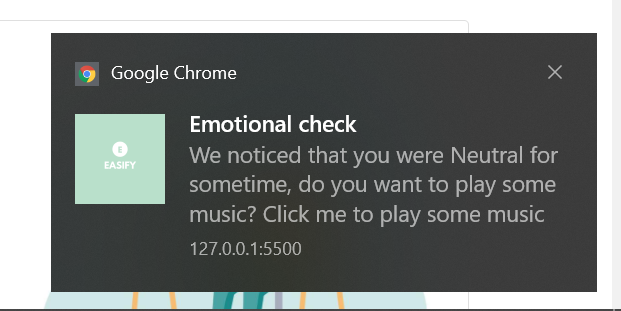 Google Chrome
Emotional check
E
EASIFY
We noticed that you were Neutral for
sometime, do you want to play some
music? Click me to play some music
127.0.0.1:5500